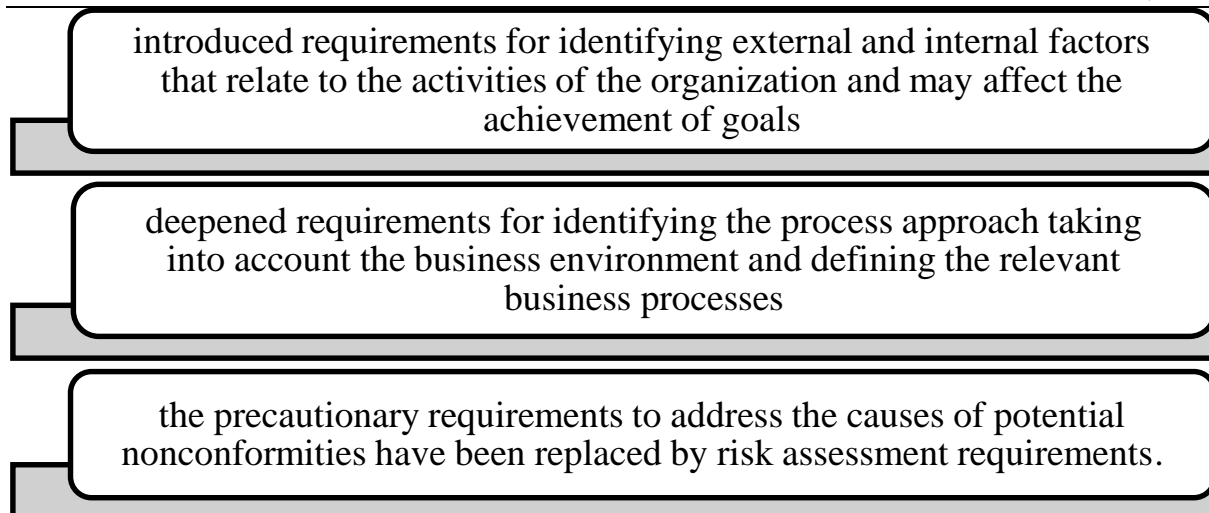 introduced requirements for identifying external and internal factors
that relate to the activities of the organization and may affect the
achievement of goals
deepened requirements for identifying the process approach taking
into account the business environment and defining the relevant
business processes
the precautionary requirements to address the causes of potential
nonconformities have been replaced by risk assessment requirements.